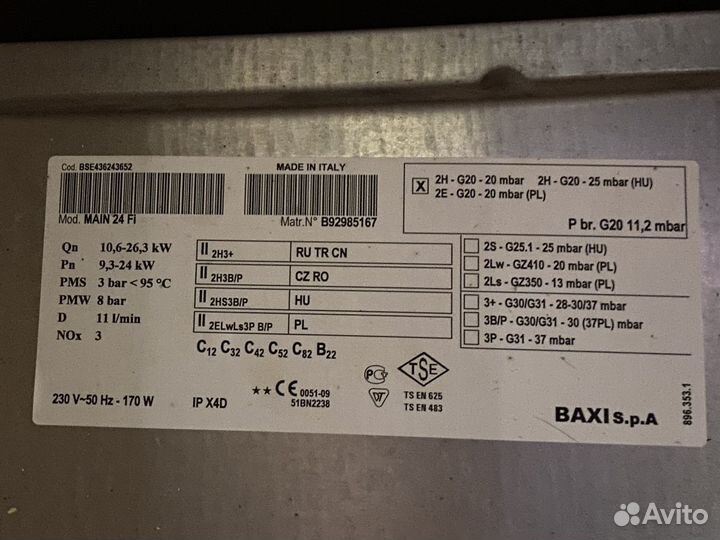 Cod. BSE436243652
MADE IN ITALY
Mod. MAIN 24 Fi
Matr.N° B92985167
X 2H - G20 - 20 mbar 2H - G20 - 25 mbar (HU)
2E - G20 - 20 mbar (PL)
P br. G20 11,2 mbar
Qn 10,6-26,3 kW
Pn 9,3-24 kW
PMS 3 bar < 95 °C
PMW 8 bar
D 11 l/min
NOx 3
II 2H3+ RU TR CN
II 2H3B/P CZ RO
II 2HS3B/P HU
II 2ELwLs3P B/P PL
C12 C32 C42 C52 C82 B22
2S - G25.1 - 25 mbar (HU)
2Lw - GZ410 - 20 mbar (PL)
2Ls - GZ350 - 13 mbar (PL)
3+ - G30/G31 - 28-30/37 mbar
3B/P - G30/G31 - 30 (37PL) mbar
3P - G31 - 37 mbar
230 V~50 Hz - 170 W
IP X4D
★★ CE 0051-09
51BN2238
TSE
TS EN 625
TS EN 483
BAXI S.p.A
896.353.1
Avito